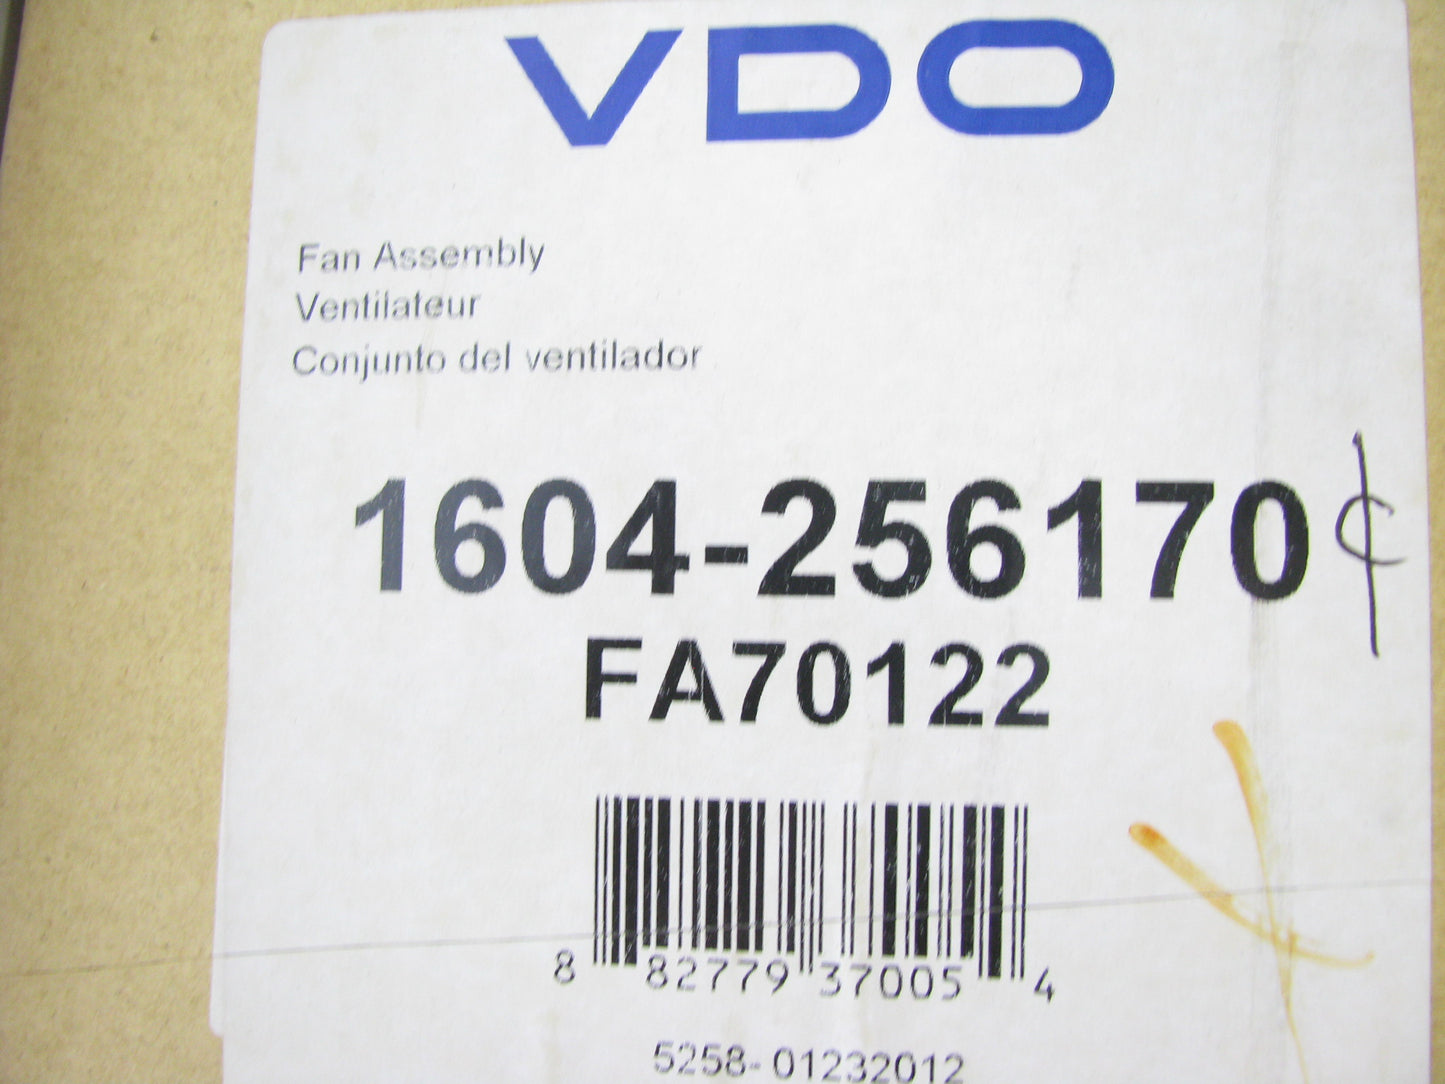 VDO
Fan Assembly
Ventilateur
Conjunto del ventilador
1604-256170 ¢
FA70122
8 82779 37005 4
5258-01232012